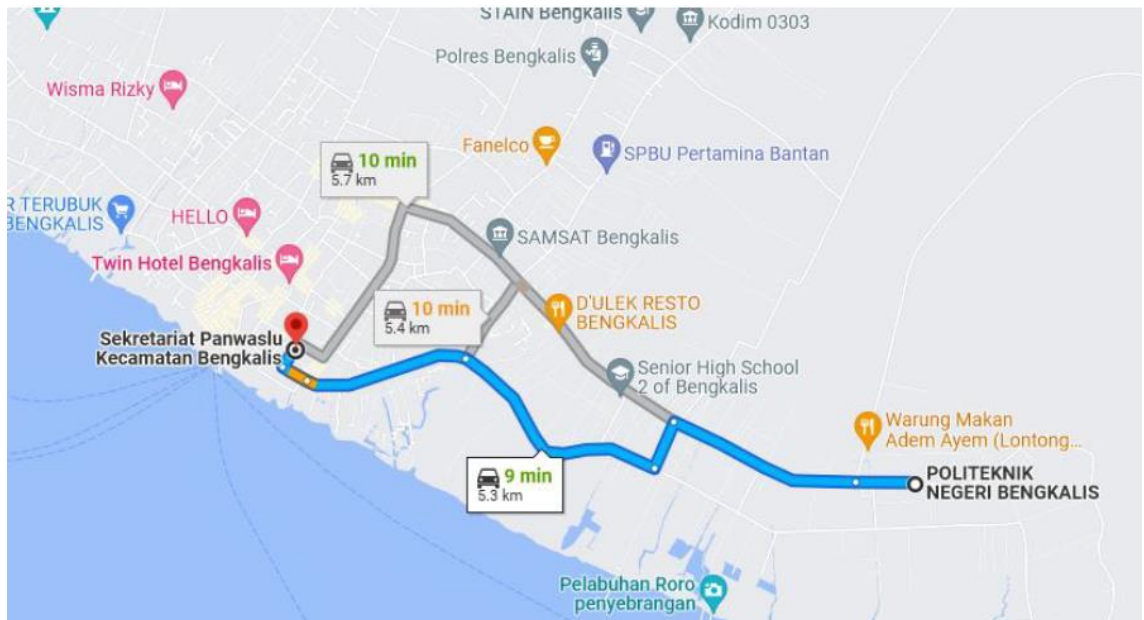 STAIN Bengkalis
Kodim 0303
Polres Bengkalis
Wisma Rizky
Fanelco
SPBU Pertamina Bantan
10 min
5.7 km
R TERUBUK
BENGKALIS
HELLO
SAMSAT Bengkalis
Twin Hotel Bengkalis
10 min
5.4 km
D'ULEK RESTO
BENGKALIS
Sekretariat Panwaslu
Kecamatan Bengkalis
Senior High School
2 of Bengkalis
Warung Makan
Adem Ayem (Lontong...
9 min
5.3 km
POLITEKNIK
NEGERI BENGKALIS
Pelabuhan Roro
penyebrangan